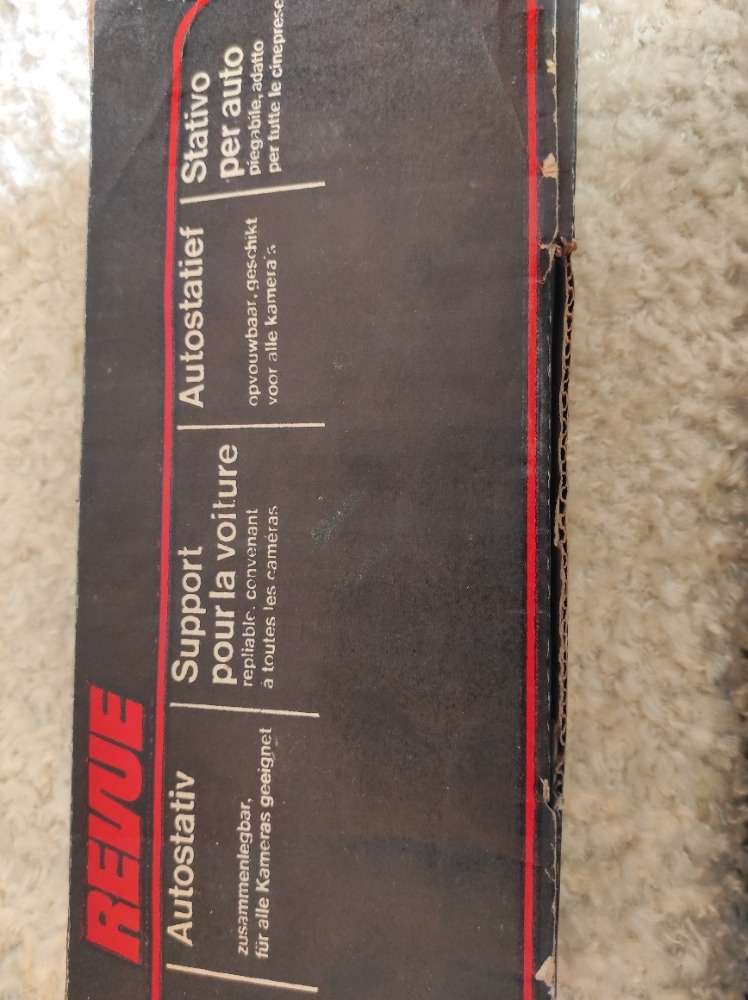 REVUE
Autostativ
zusammenlegbar,
für alle Kameras geeignet
Support
pour la voiture
repliable, convenant
à toutes les caméras
Autostatief
opvouwbaar, geschikt
voor alle kamera's
Stativo
per auto
piegabile, adatto
per tutte le cineprese